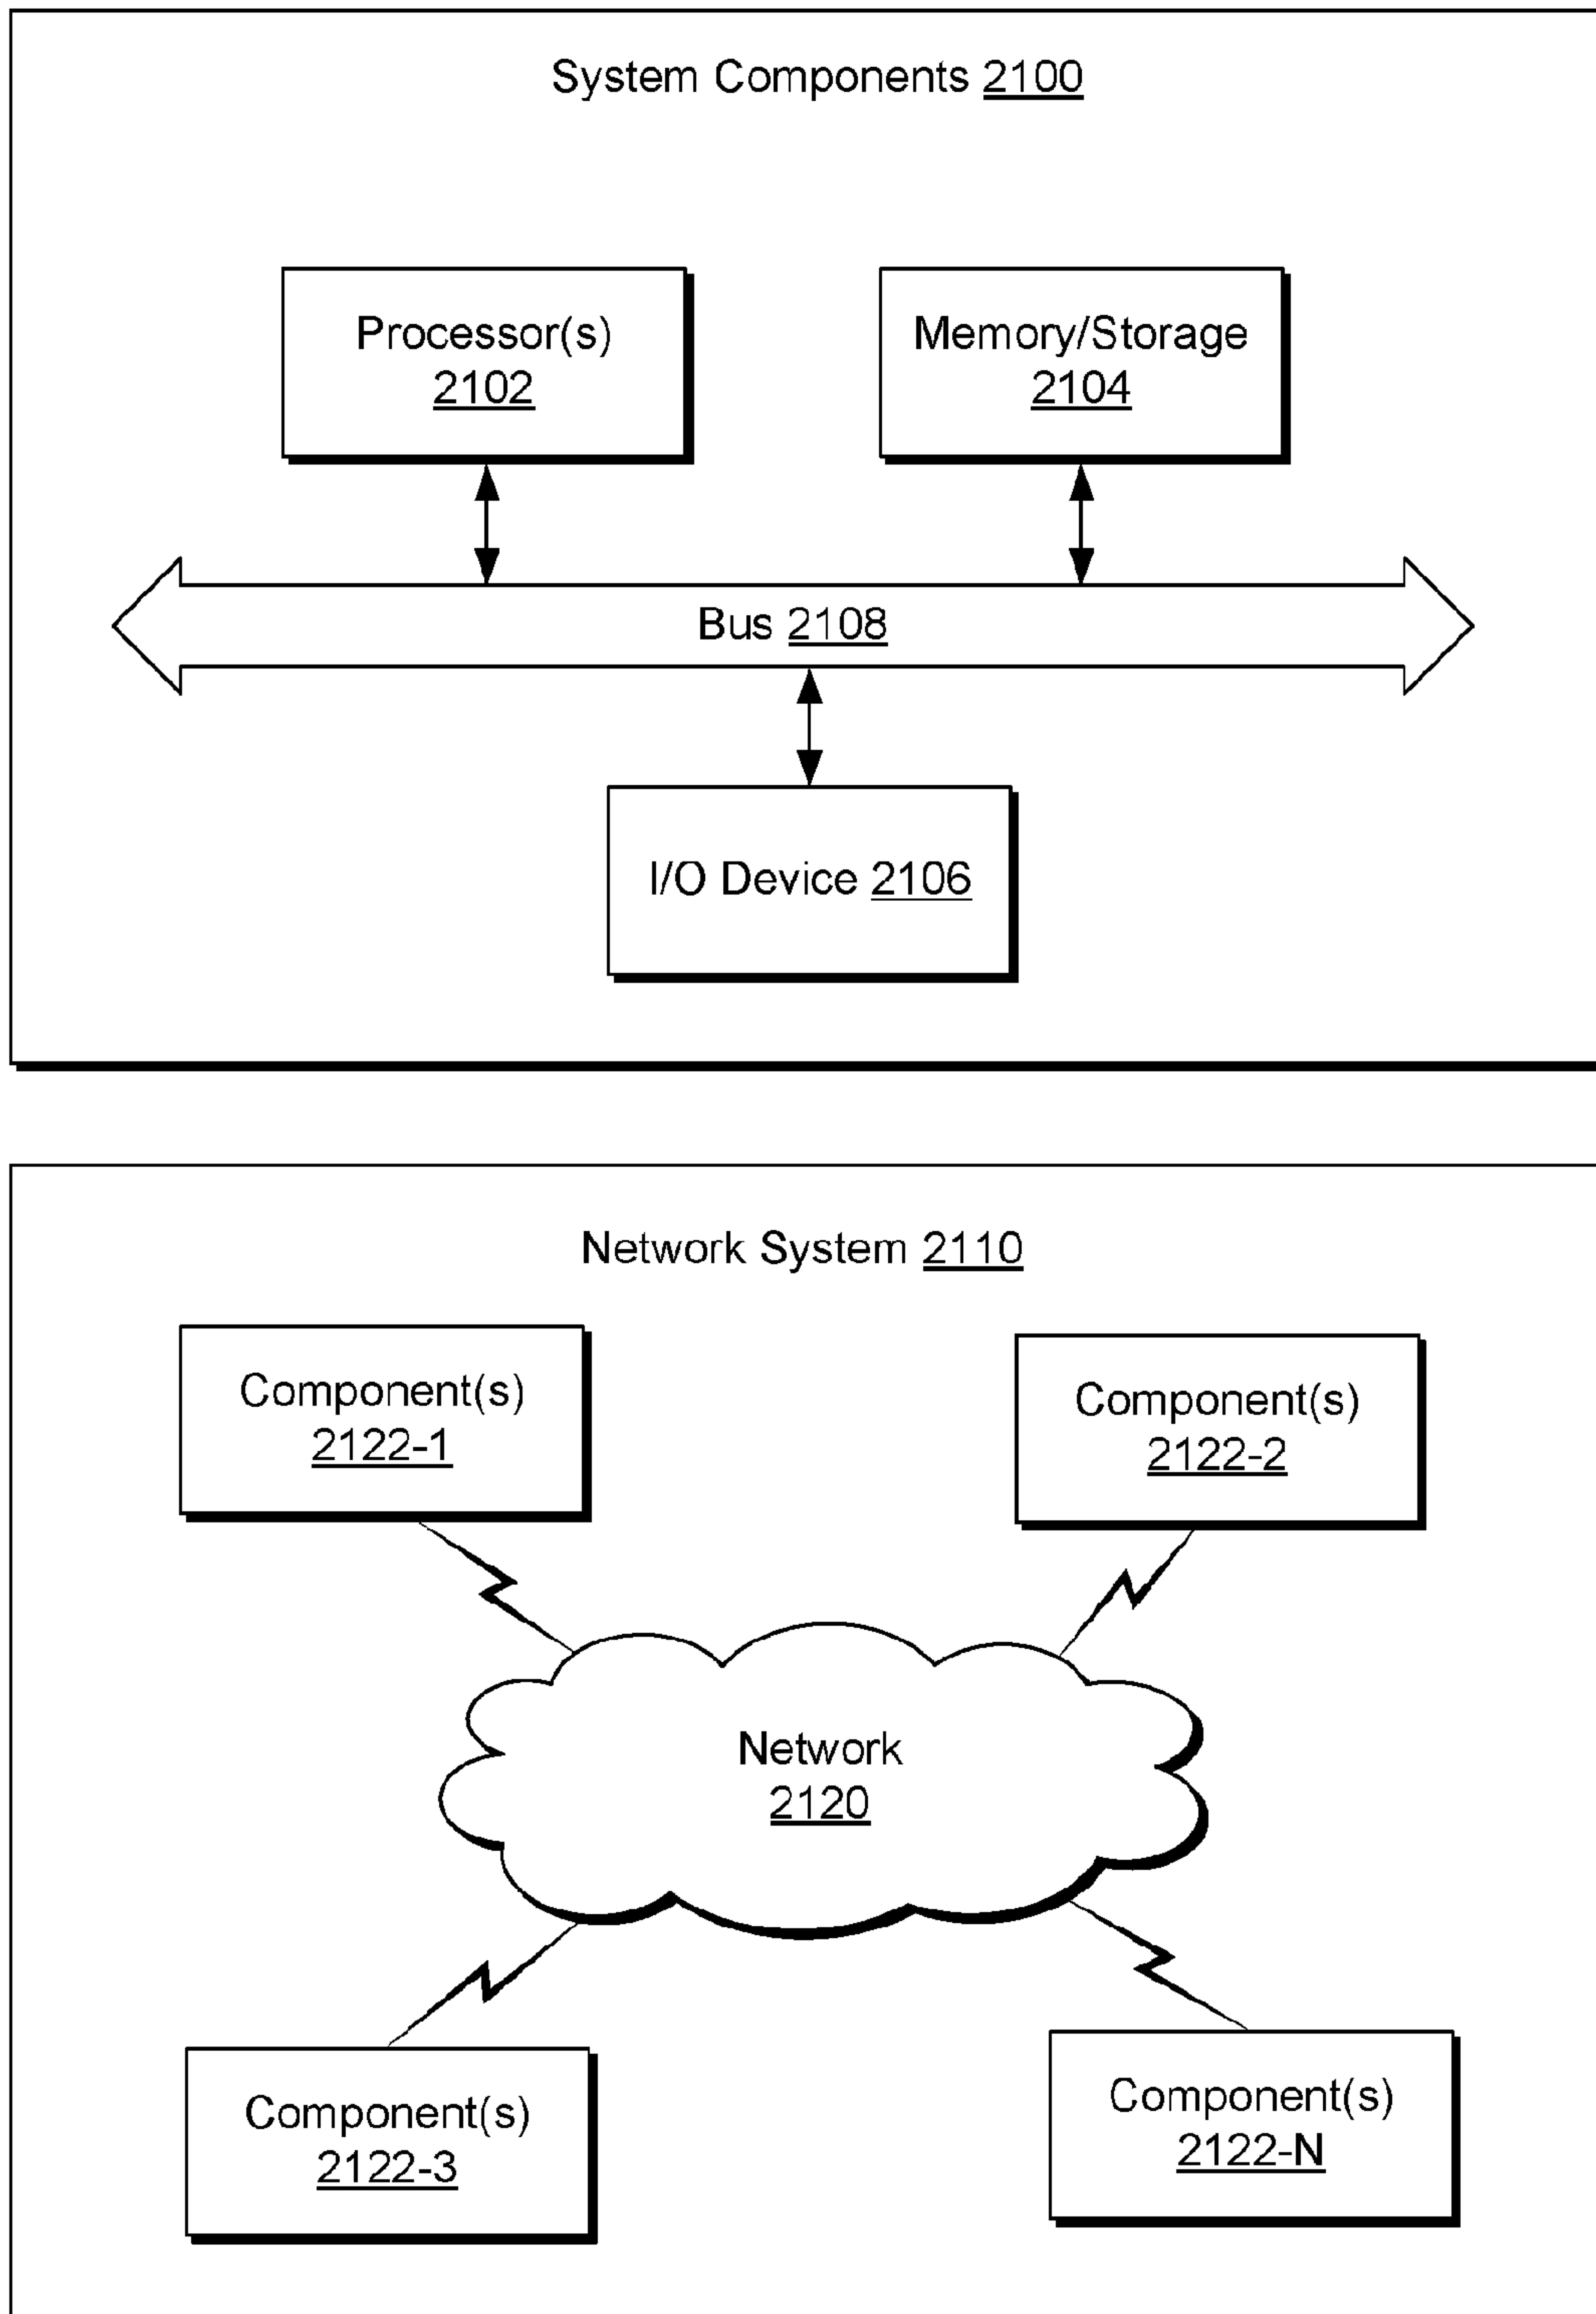 System Components 2100
Processor(s)
2102
Memory/Storage
2104
Bus 2108
I/O Device 2106
Network System 2110
Component(s)
2122-1
Component(s)
2122-2
Network
2120
Component(s)
2122-3
Component(s)
2122-N